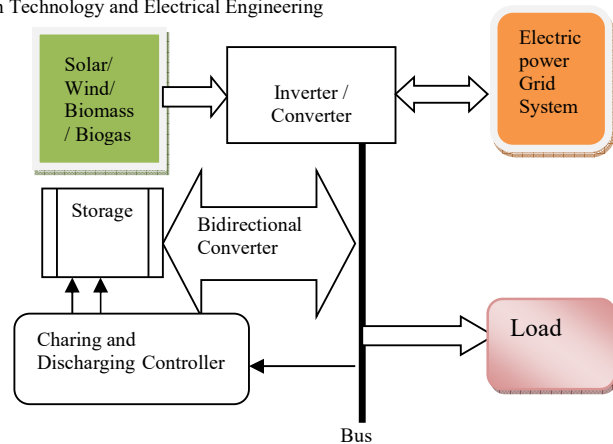 n Technology and Electrical Engineering
Solar/
Wind/
Biomass
/ Biogas
Inverter /
Converter
Electric
power
Grid
System
Storage
Bidirectional
Converter
Charing and
Discharging Controller
Load
Bus